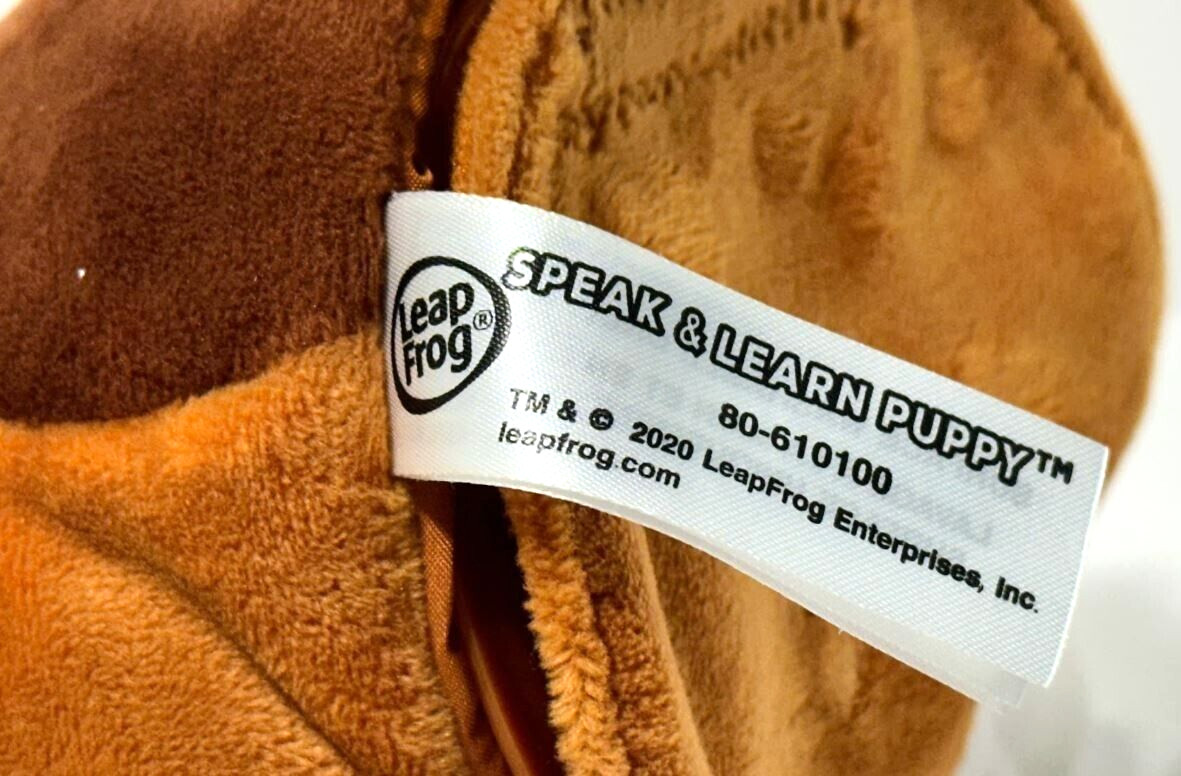 Leap
Frog®
SPEAK & LEARN PUPPY™
80-610100
TM & © 2020 LeapFrog Enterprises, Inc.
leapfrog.com